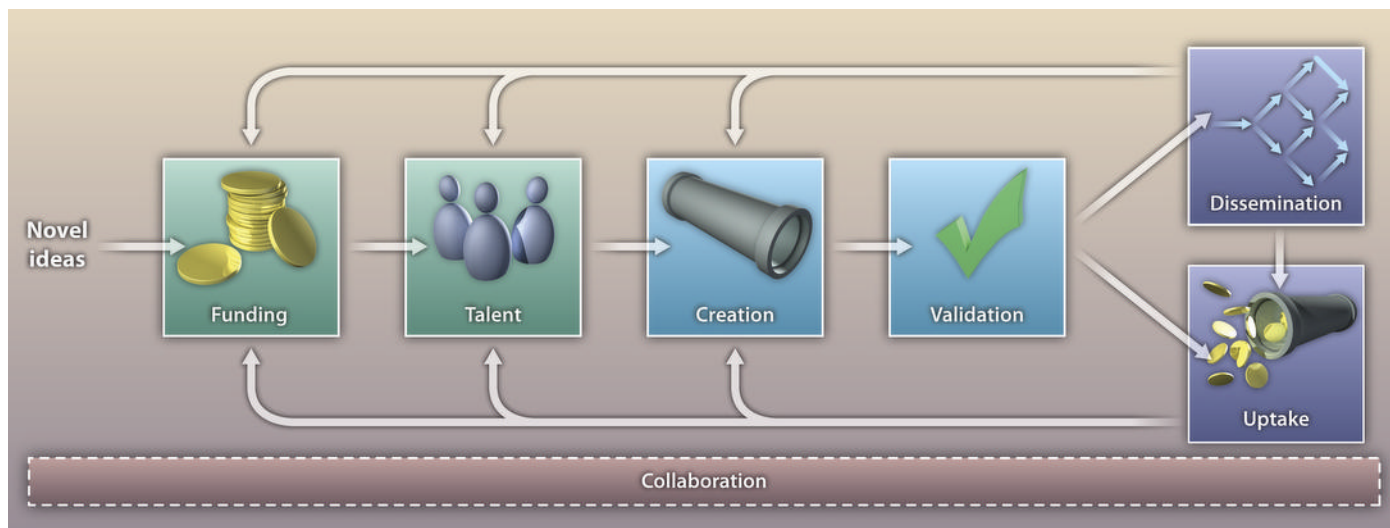 Novel
ideas
Funding
Talent
Creation
Validation
Dissemination
Uptake
Collaboration